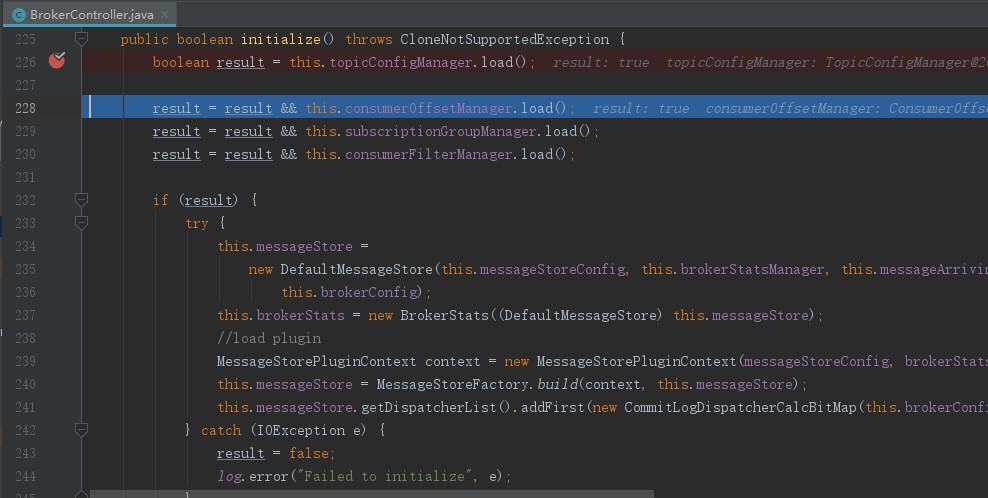 BrokerController.java
225 public boolean initialize() throws CloneNotSupportedException {
226 boolean result = this.topicConfigManager.load(); result: true topicConfigManager: TopicConfigManager@2
227
228 result = result && this.consumerOffsetManager.load(); result: true consumerOffsetManager: ConsumerOffse
229 result = result && this.subscriptionGroupManager.load();
230 result = result && this.consumerFilterManager.load();
231
232 if (result) {
233 try {
234 this.messageStore =
235 new DefaultMessageStore(this.messageStoreConfig, this.brokerStatsManager, this.messageArrivin
236 this.brokerConfig);
237 this.brokerStats = new BrokerStats((DefaultMessageStore) this.messageStore);
238 //load plugin
239 MessageStorePluginContext context = new MessageStorePluginContext(messageStoreConfig, brokerStats
240 this.messageStore = MessageStoreFactory.build(context, this.messageStore);
241 this.messageStore.getDispatcherList().addFirst(new CommitLogDispatcherCalcBitMap(this.brokerConfi
242 } catch (IOException e) {
243 result = false;
244 log.error("Failed to initialize", e);